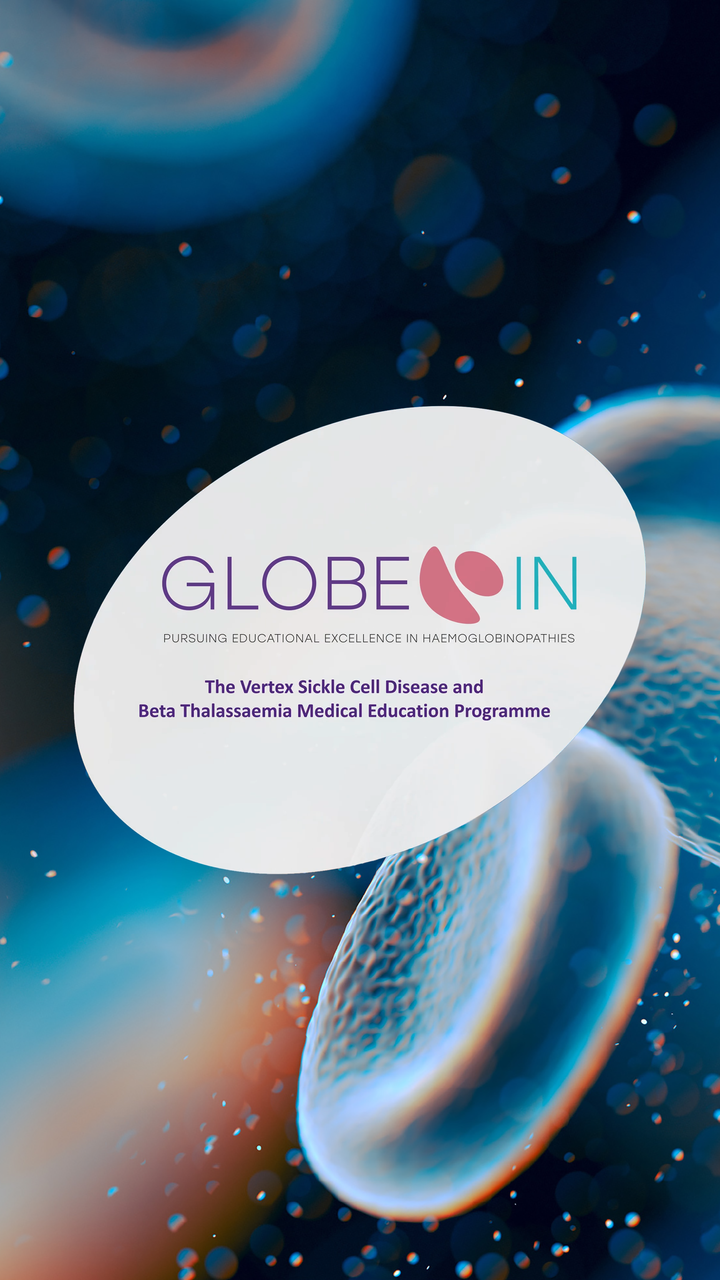 GLOBE IN
PURSUING EDUCATIONAL EXCELLENCE IN HAEMOGLOBINOPATHIES
The Vertex Sickle Cell Disease and
Beta Thalassaemia Medical Education Programme